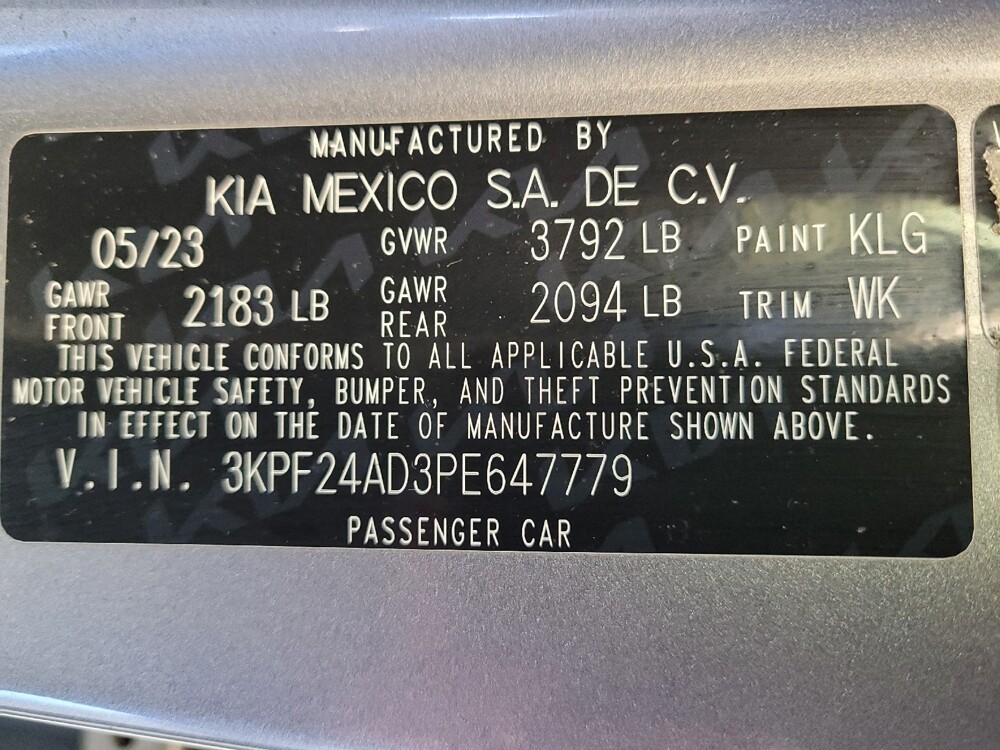 MANUFACTURED BY
KIA MEXICO S.A. DE C.V.
05/23 GVWR 3792 LB PAINT KLG
GAWR FRONT 2183 LB GAWR REAR 2094 LB TRIM WK
THIS VEHICLE CONFORMS TO ALL APPLICABLE U.S.A. FEDERAL
MOTOR VEHICLE SAFETY, BUMPER, AND THEFT PREVENTION STANDARDS
IN EFFECT ON THE DATE OF MANUFACTURE SHOWN ABOVE.
V.I.N. 3KPF24AD3PE647779
PASSENGER CAR